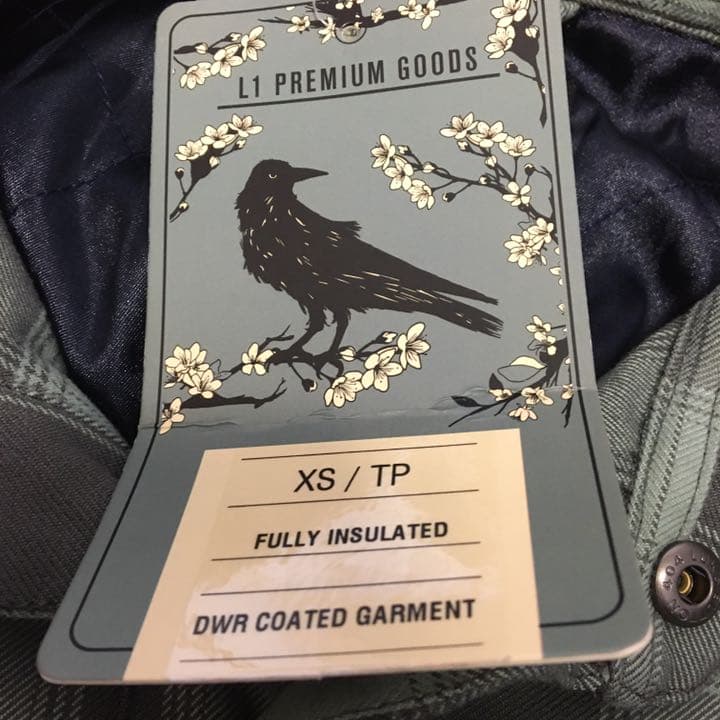 L1 PREMIUM GOODS
XS / TP
FULLY INSULATED
DWR COATED GARMENT